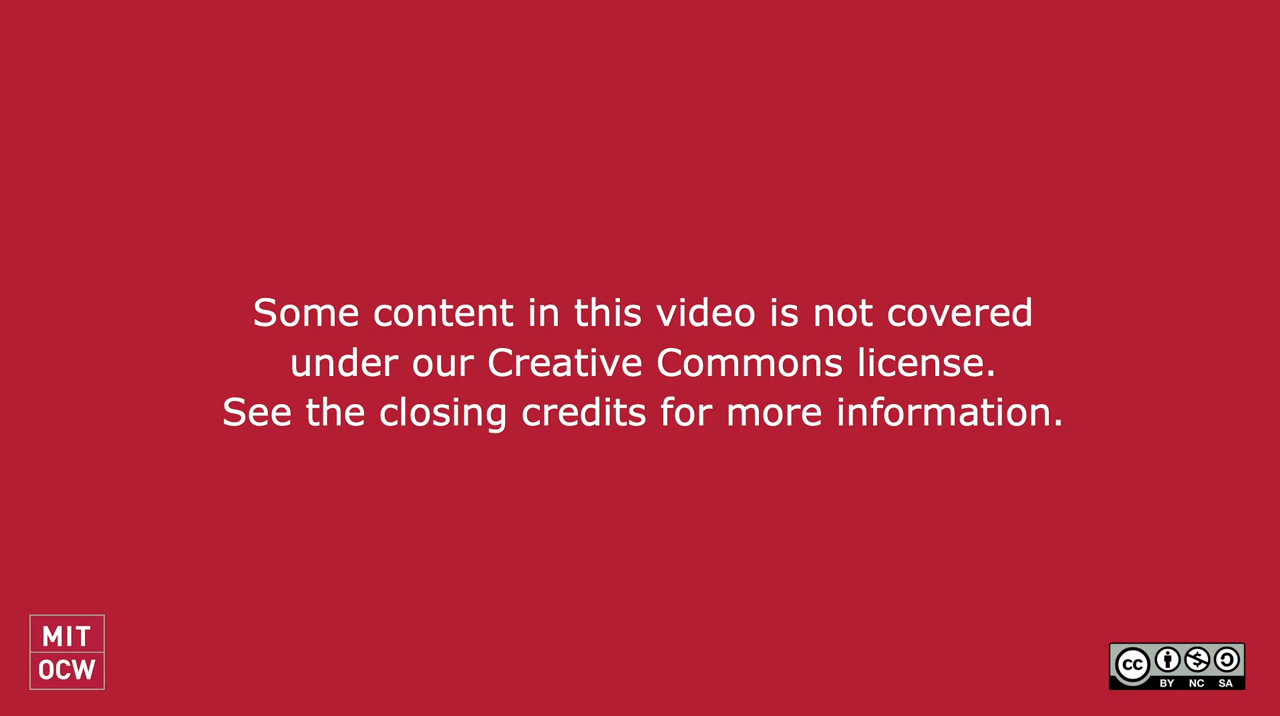 Some content in this video is not covered
under our Creative Commons license.
See the closing credits for more information.
MIT
OCW
cc
BY NC SA